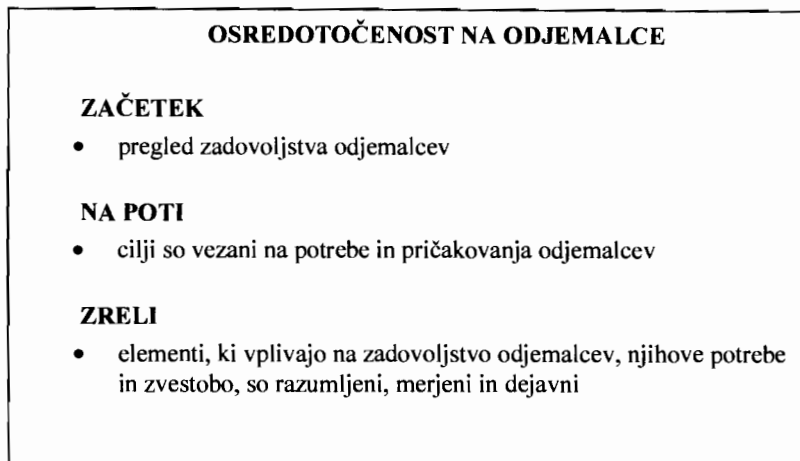 OSREDOTOČENOST NA ODJEMALCE
ZAČETEK
• pregled zadovoljstva odjemalcev
NA POTI
• cilji so vezani na potrebe in pričakovanja odjemalcev
ZRELI
• elementi, ki vplivajo na zadovoljstvo odjemalcev, njihove potrebe
in zvestobo, so razumljeni, merjeni in dejavni